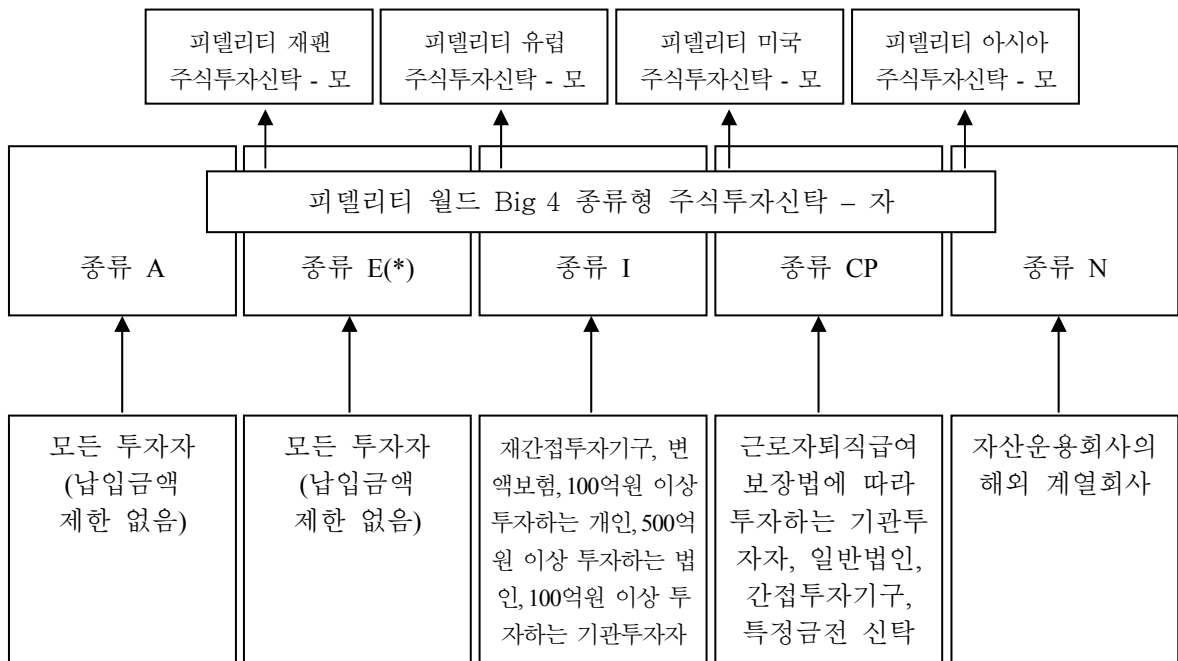 피델리티 재팬
주식투자신탁 - 모
피델리티 유럽
주식투자신탁 - 모
피델리티 미국
주식투자신탁 - 모
피델리티 아시아
주식투자신탁 - 모
피델리티 월드 Big 4 종류형 주식투자신탁 – 자
종류 A
종류 E(*)
종류 I
종류 CP
종류 N
모든 투자자
(납입금액
제한 없음)
모든 투자자
(납입금액
제한 없음)
재간접투자기구, 변
액보험, 100억원 이상
투자하는 개인, 500억
원 이상 투자하는 법
인, 100억원 이상 투
자하는 기관투자자
근로자퇴직급여
보장법에 따라
투자하는 기관투
자자, 일반법인,
간접투자기구,
특정금전 신탁
자산운용회사의
해외 계열회사